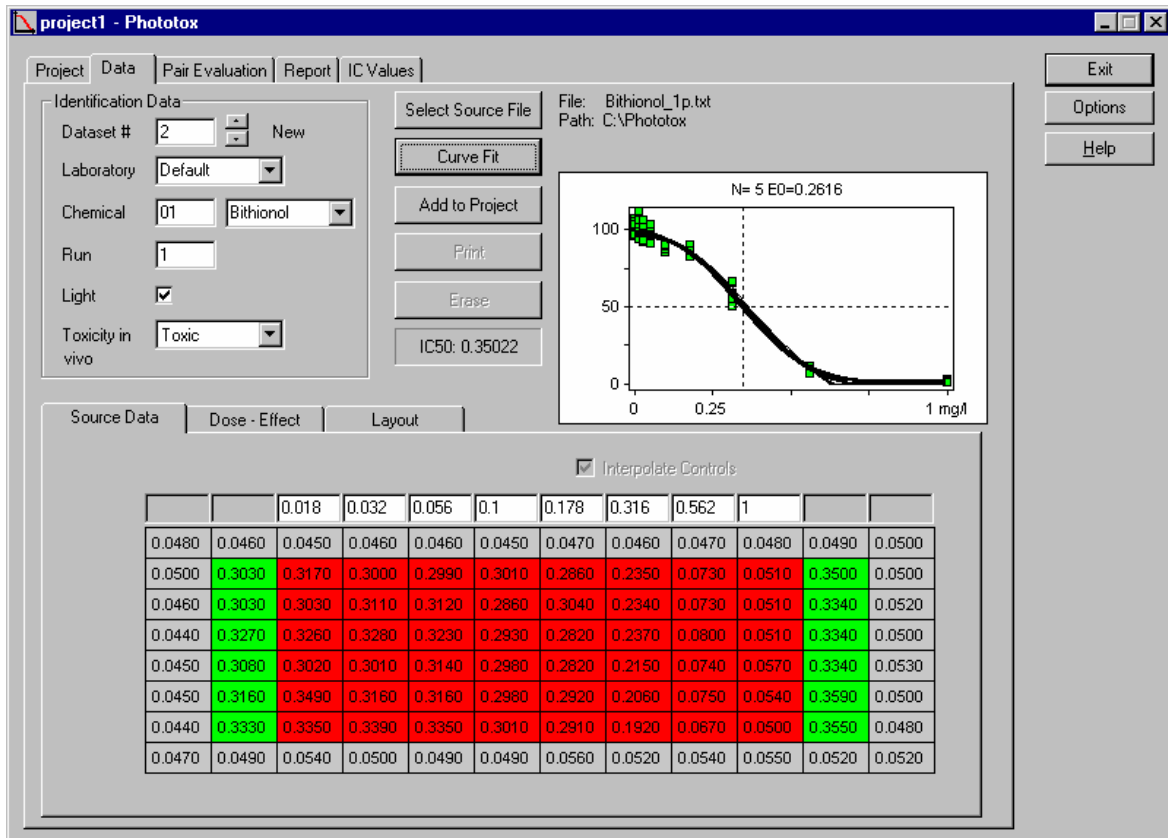 project1 - Phototox
Project Data Pair Evaluation Report IC Values
Exit
Options
Help
Identification Data
Dataset # 2 New
Laboratory Default
Chemical 01 Bithionol
Run 1
Light
Toxicity in vivo Toxic
Select Source File
Curve Fit
Add to Project
Print
Erase
IC50: 0.35022
File: Bithionol_1p.txt
Path: C:\Phototox
N= 5 E0=0.2616
100
50
0
0 0.25 1 mg/l
Source Data Dose - Effect Layout
Interpolate Controls
0.018 0.032 0.056 0.1 0.178 0.316 0.562 1
0.0480 0.0460 0.0450 0.0460 0.0460 0.0450 0.0470 0.0460 0.0470 0.0480 0.0490 0.0500
0.0500 0.3030 0.3170 0.3000 0.2990 0.3010 0.2860 0.2350 0.0730 0.0510 0.3500 0.0500
0.0460 0.3030 0.3030 0.3110 0.3120 0.2860 0.3040 0.2340 0.0730 0.0510 0.3340 0.0520
0.0440 0.3270 0.3260 0.3280 0.3230 0.2930 0.2820 0.2370 0.0800 0.0510 0.3340 0.0500
0.0450 0.3080 0.3020 0.3010 0.3140 0.2980 0.2820 0.2150 0.0740 0.0570 0.3340 0.0530
0.0450 0.3160 0.3490 0.3160 0.3160 0.2980 0.2920 0.2060 0.0750 0.0540 0.3590 0.0500
0.0440 0.3330 0.3350 0.3390 0.3350 0.3010 0.2910 0.1920 0.0670 0.0500 0.3550 0.0480
0.0470 0.0490 0.0540 0.0500 0.0490 0.0490 0.0560 0.0520 0.0540 0.0550 0.0520 0.0520